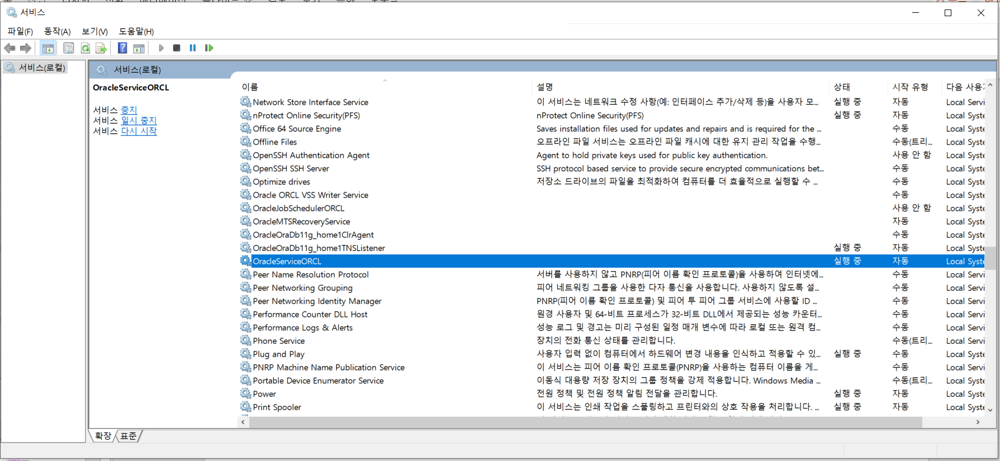 서비스
파일(F) 동작(A) 보기(V) 도움말(H)
서비스(로컬)
서비스(로컬)
OracleServiceORCL
서비스 중지
서비스 일시 중지
서비스 다시 시작
이름 설명 상태 시작 유형 다음 사용
Network Store Interface Service 이 서비스는 네트워크 수정 사항(예: 인터페이스 추가/삭제 등)을 사용자 모... 실행 중 자동 Local Servi
nProtect Online Security(PFS) nProtect Online Security(PFS) 실행 중 자동 Local Syste
Office 64 Source Engine Saves installation files used for updates and repairs and is required for the ... 수동 Local Syste
Offline Files 오프라인 파일 서비스는 오프라인 파일 캐시에 대한 유지 관리 작업을 수행... 수동(트리... Local Syste
OpenSSH Authentication Agent Agent to hold private keys used for public key authentication. 사용 안 함 Local Syste
OpenSSH SSH Server SSH protocol based service to provide secure encrypted communications bet... 수동 Local Syste
Optimize drives 저장소 드라이브의 파일을 최적화하여 컴퓨터를 더 효율적으로 실행할 수 ... 수동 Local Syste
Oracle ORCL VSS Writer Service 수동 Local Syste
OracleJobSchedulerORCL 사용 안 함 Local Syste
OracleMTSRecoveryService 자동 Local Syste
OracleOraDb11g_home1ClrAgent 수동 Local Syste
OracleOraDb11g_home1TNSListener 실행 중 자동 Local Syste
OracleServiceORCL 실행 중 자동 Local Syste
Peer Name Resolution Protocol 서버를 사용하지 않고 PNRP(피어 이름 확인 프로토콜)을 사용하여 인터넷에... 수동 Local Servi
Peer Networking Grouping 피어 네트워킹 그룹을 사용한 다자 통신을 사용합니다. 사용하지 않도록 설... 수동 Local Servi
Peer Networking Identity Manager PNRP(피어 이름 확인 프로토콜) 및 피어 투 피어 그룹 서비스에 사용할 ID ... 수동 Local Servi
Performance Counter DLL Host 원경 사용자 및 64-비트 프로세스가 32-비트 DLL에서 제공되는 성능 카운터... 수동 Local Servi
Performance Logs & Alerts 성능 로그 및 경고는 미리 구성된 일정 매개 변수에 따라 로컬 또는 원격 컴... 수동 Local Servi
Phone Service 장치의 전화 통신 상태를 관리합니다. 수동(트리... Local Servi
Plug and Play 사용자 입력 없이 컴퓨터에서 하드웨어 변경 내용을 인식하고 적용할 수 있... 실행 중 수동 Local Syste
PNRP Machine Name Publication Service 이 서비스는 피어 이름 확인 프로토콜(PNRP)을 사용하는 컴퓨터 이름을 게... 수동 Local Servi
Portable Device Enumerator Service 이동식 대용량 저장 장치의 그룹 정책을 강제 적용합니다. Windows Media ... 수동(트리... Local Syste
Power 전원 정책 및 전원 정책 알림 전달을 관리합니다. 실행 중 자동 Local Syste
Print Spooler 이 서비스는 인쇄 작업을 스풀링하고 프린터와의 상호 작용을 처리합니다. ... 실행 중 자동 Local Syste
확장 표준